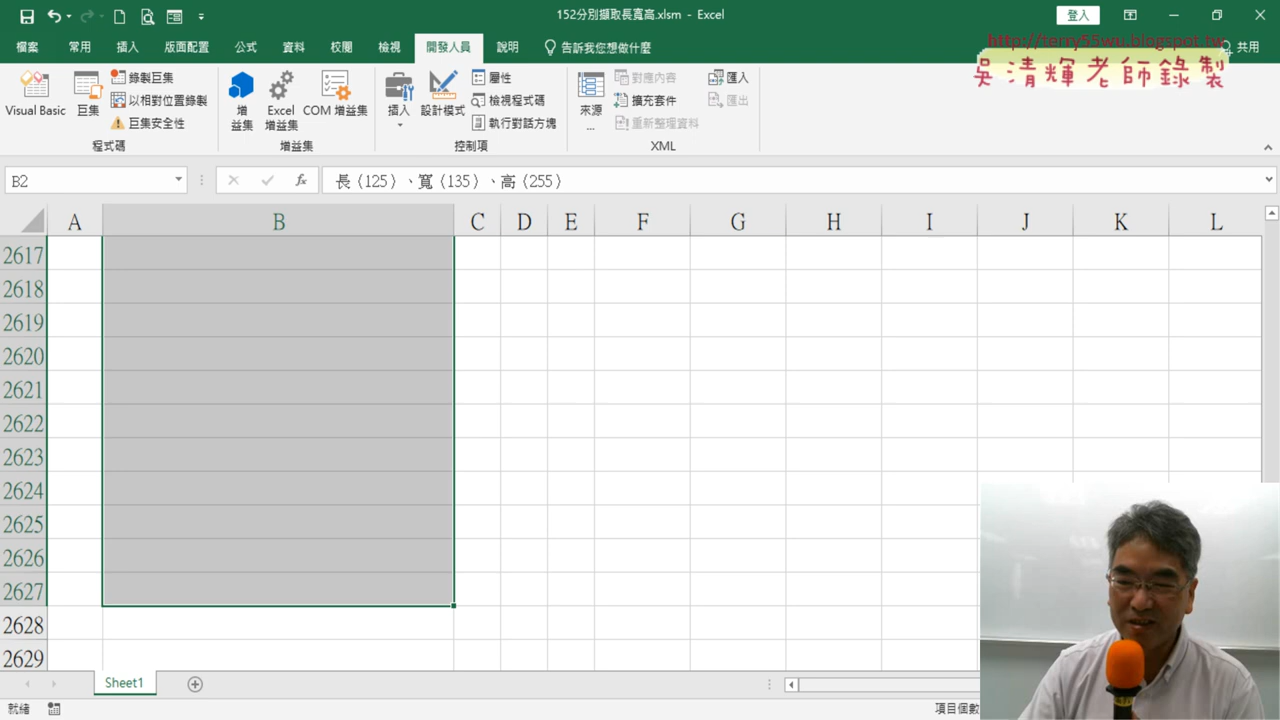 152分別擷取長寬高.xlsm - Excel
登入
檔案 常用 插入 版面配置 公式 資料 校閱 檢視 開發人員 說明 告訴我您想做什麼 共用
http://terry55wu.blogspot.tw
吳清輝老師錄製
Visual Basic 巨集 錄製巨集 以相對位置錄製 巨集安全性
增益集 Excel 增益集 COM 增益集
插入 設計模式 屬性 檢視程式碼 執行對話方塊
來源... 對應內容 擴充套件 重新整理資料 匯入 匯出
程式碼 增益集 控制項 XML
B2 fx 長（125）、寬（135）、高（255）
A B C D E F G H I J K L
2617
2618
2619
2620
2621
2622
2623
2624
2625
2626
2627
2628
2629
Sheet1
就緒 項目個數